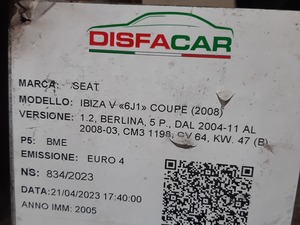 DISFACAR
MARCA: SEAT
MODELLO: IBIZA V «6J1» COUPE (2008)
VERSIONE: 1.2, BERLINA, 5 P., DAL 2004-11 AL
2008-03, CM3 1198, CV 64, KW. 47 (B)
P5: BME
EMISSIONE: EURO 4
NS: 834/2023
DATA:21/04/2023 17:40:00
ANNO IMM: 2005